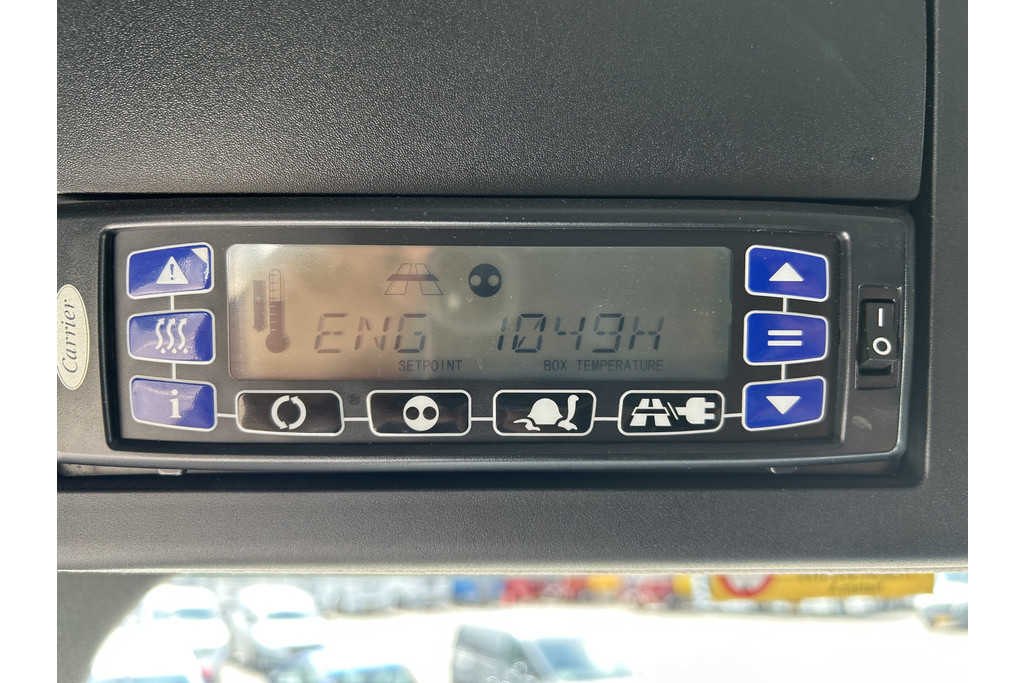 Carrier
ENG 1049H
SETPOINT BOX TEMPERATURE
i
I
O